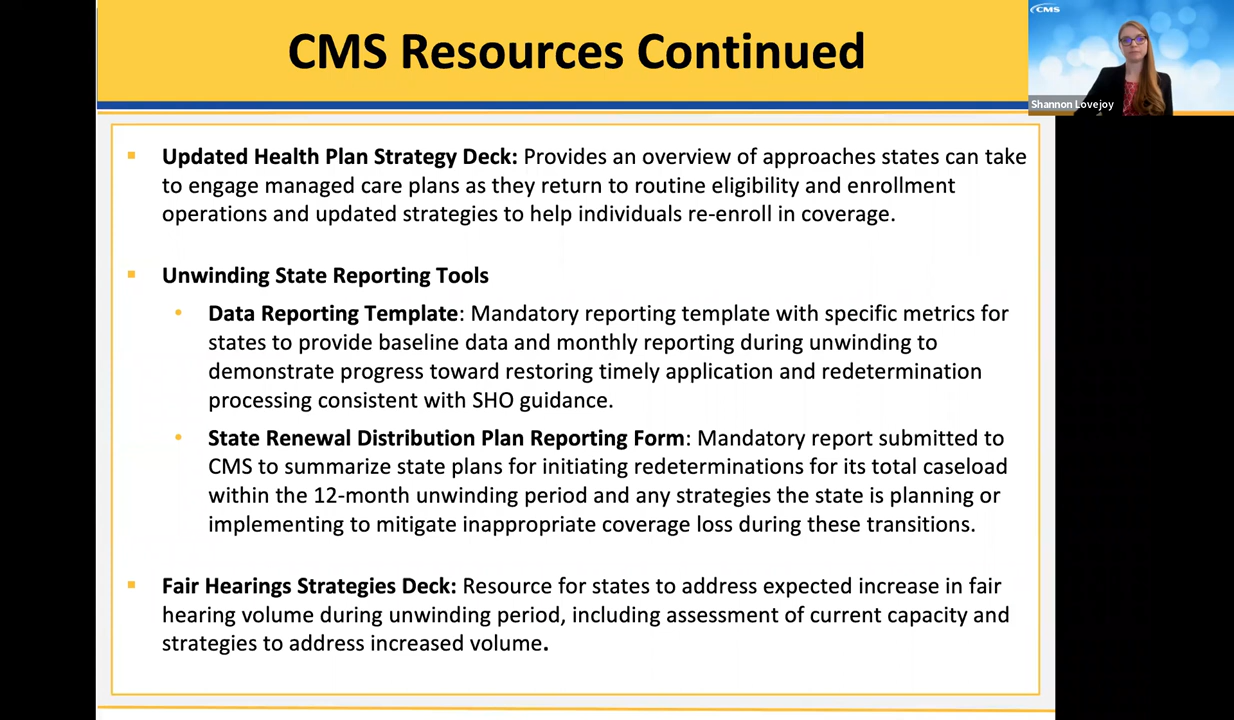 CMS Resources Continued
CMS
Shannon Lovejoy
▪ Updated Health Plan Strategy Deck: Provides an overview of approaches states can take
to engage managed care plans as they return to routine eligibility and enrollment
operations and updated strategies to help individuals re-enroll in coverage.
▪ Unwinding State Reporting Tools
• Data Reporting Template: Mandatory reporting template with specific metrics for
states to provide baseline data and monthly reporting during unwinding to
demonstrate progress toward restoring timely application and redetermination
processing consistent with SHO guidance.
• State Renewal Distribution Plan Reporting Form: Mandatory report submitted to
CMS to summarize state plans for initiating redeterminations for its total caseload
within the 12-month unwinding period and any strategies the state is planning or
implementing to mitigate inappropriate coverage loss during these transitions.
▪ Fair Hearings Strategies Deck: Resource for states to address expected increase in fair
hearing volume during unwinding period, including assessment of current capacity and
strategies to address increased volume.